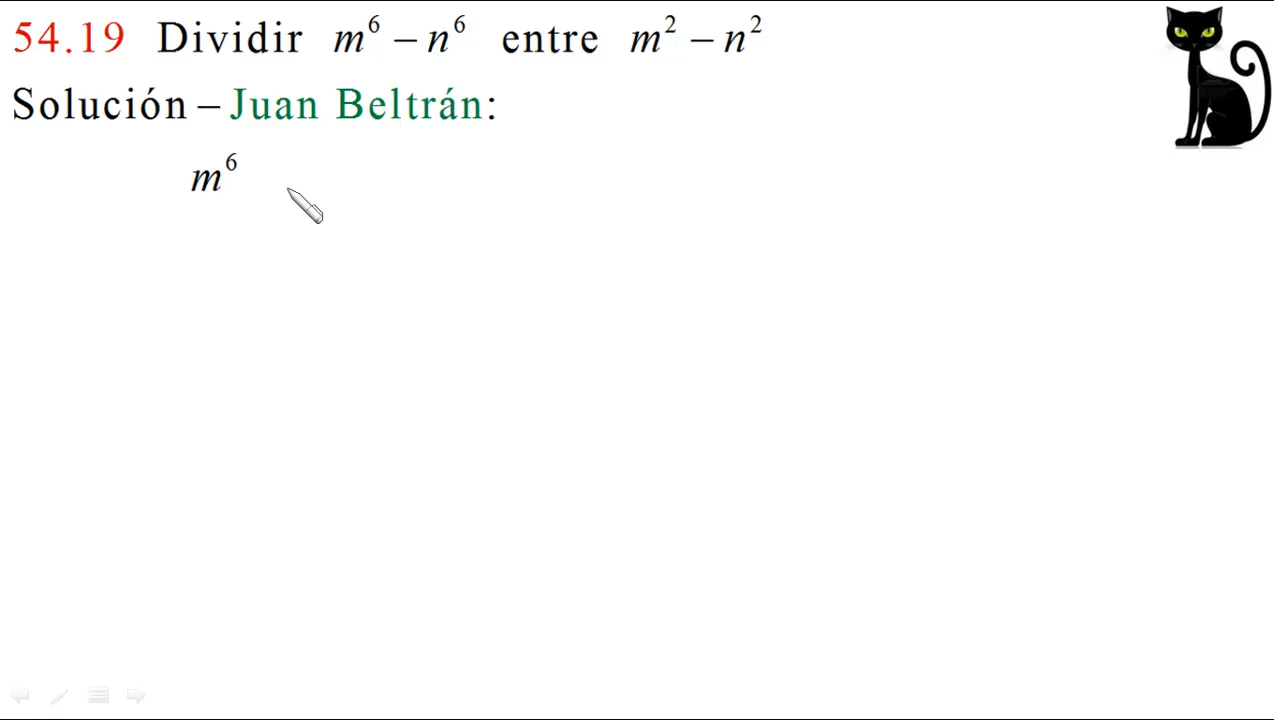 54.19 Dividir m⁶ – n⁶ entre m² – n²
Solución – Juan Beltrán:
m⁶